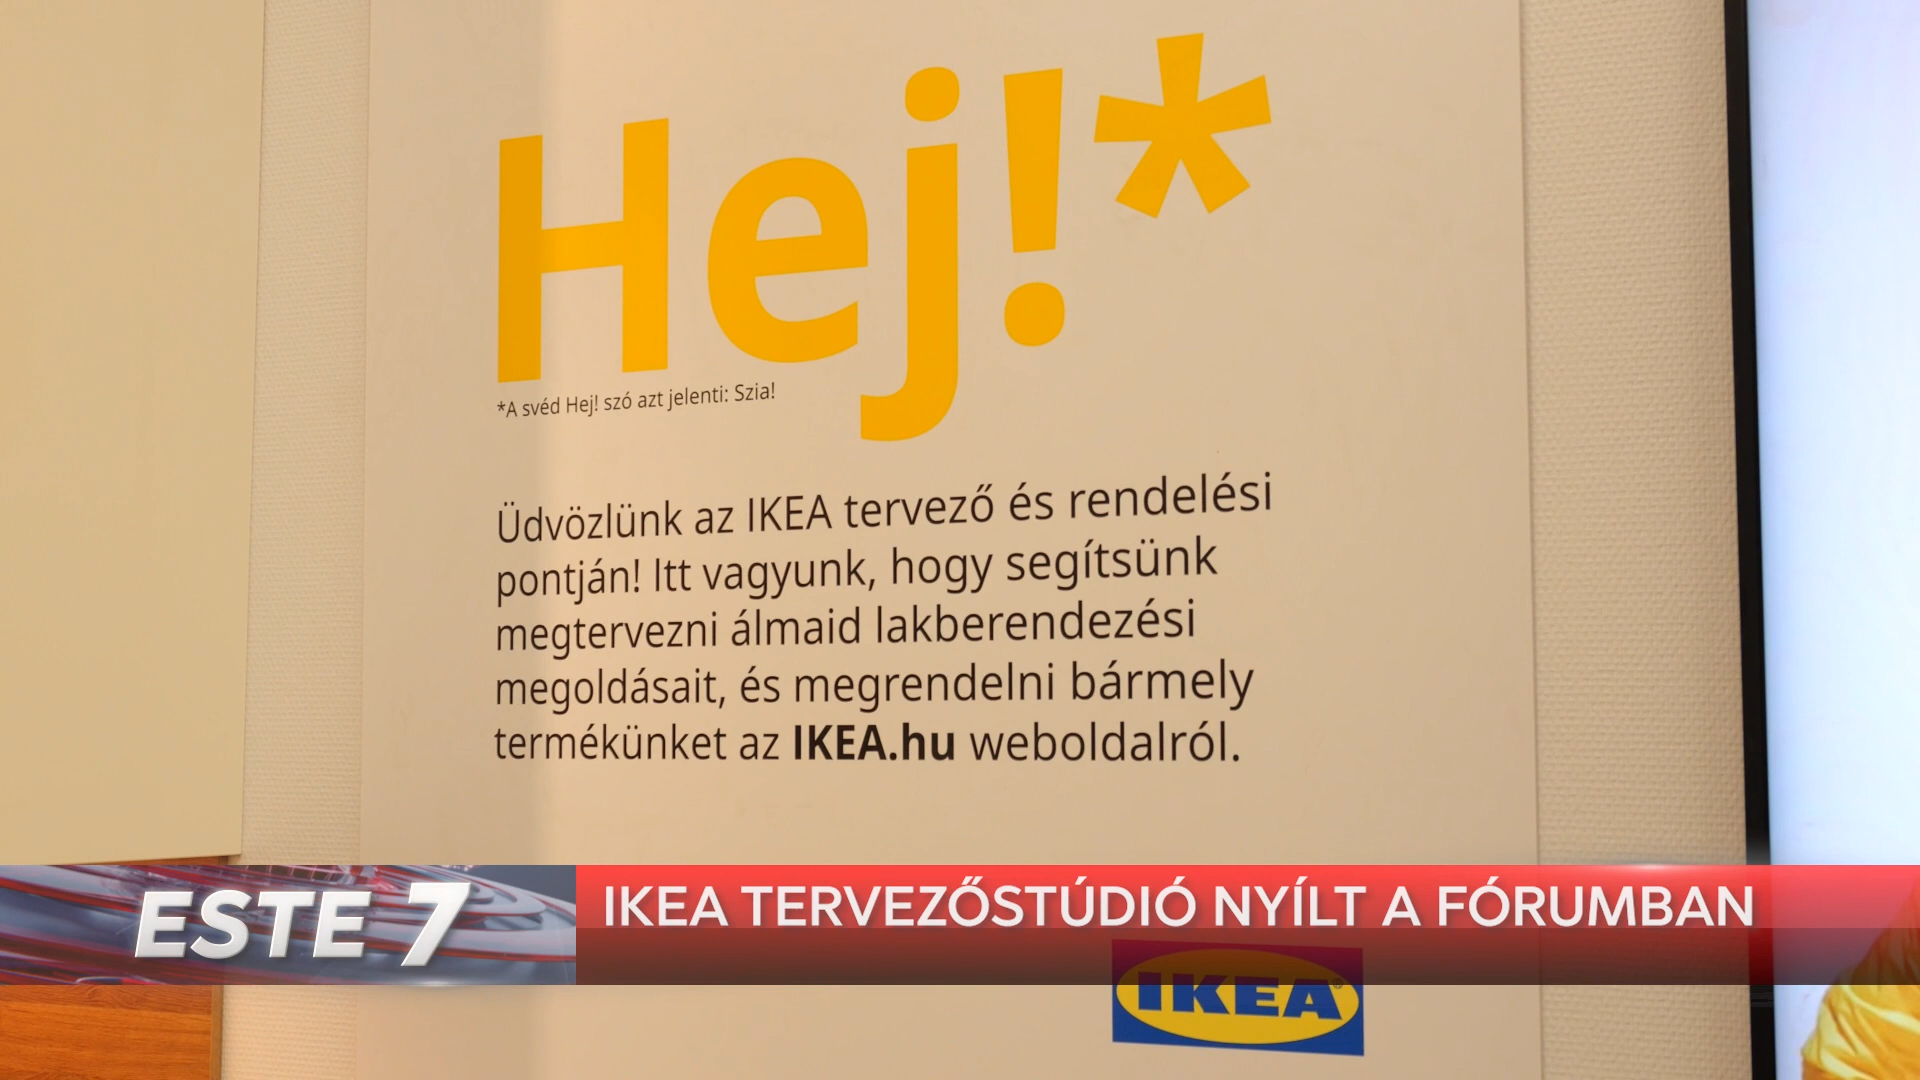 Hej!*
*A svéd Hej! szó azt jelenti: Szia!
Üdvözlünk az IKEA tervező és rendelési
pontján! Itt vagyunk, hogy segítsünk
megtervezni álmaid lakberendezési
megoldásait, és megrendelni bármely
termékünket az IKEA.hu weboldalról.
ESTE 7
IKEA TERVEZŐSTÚDIÓ NYÍLT A FÓRUMBAN
IKEA